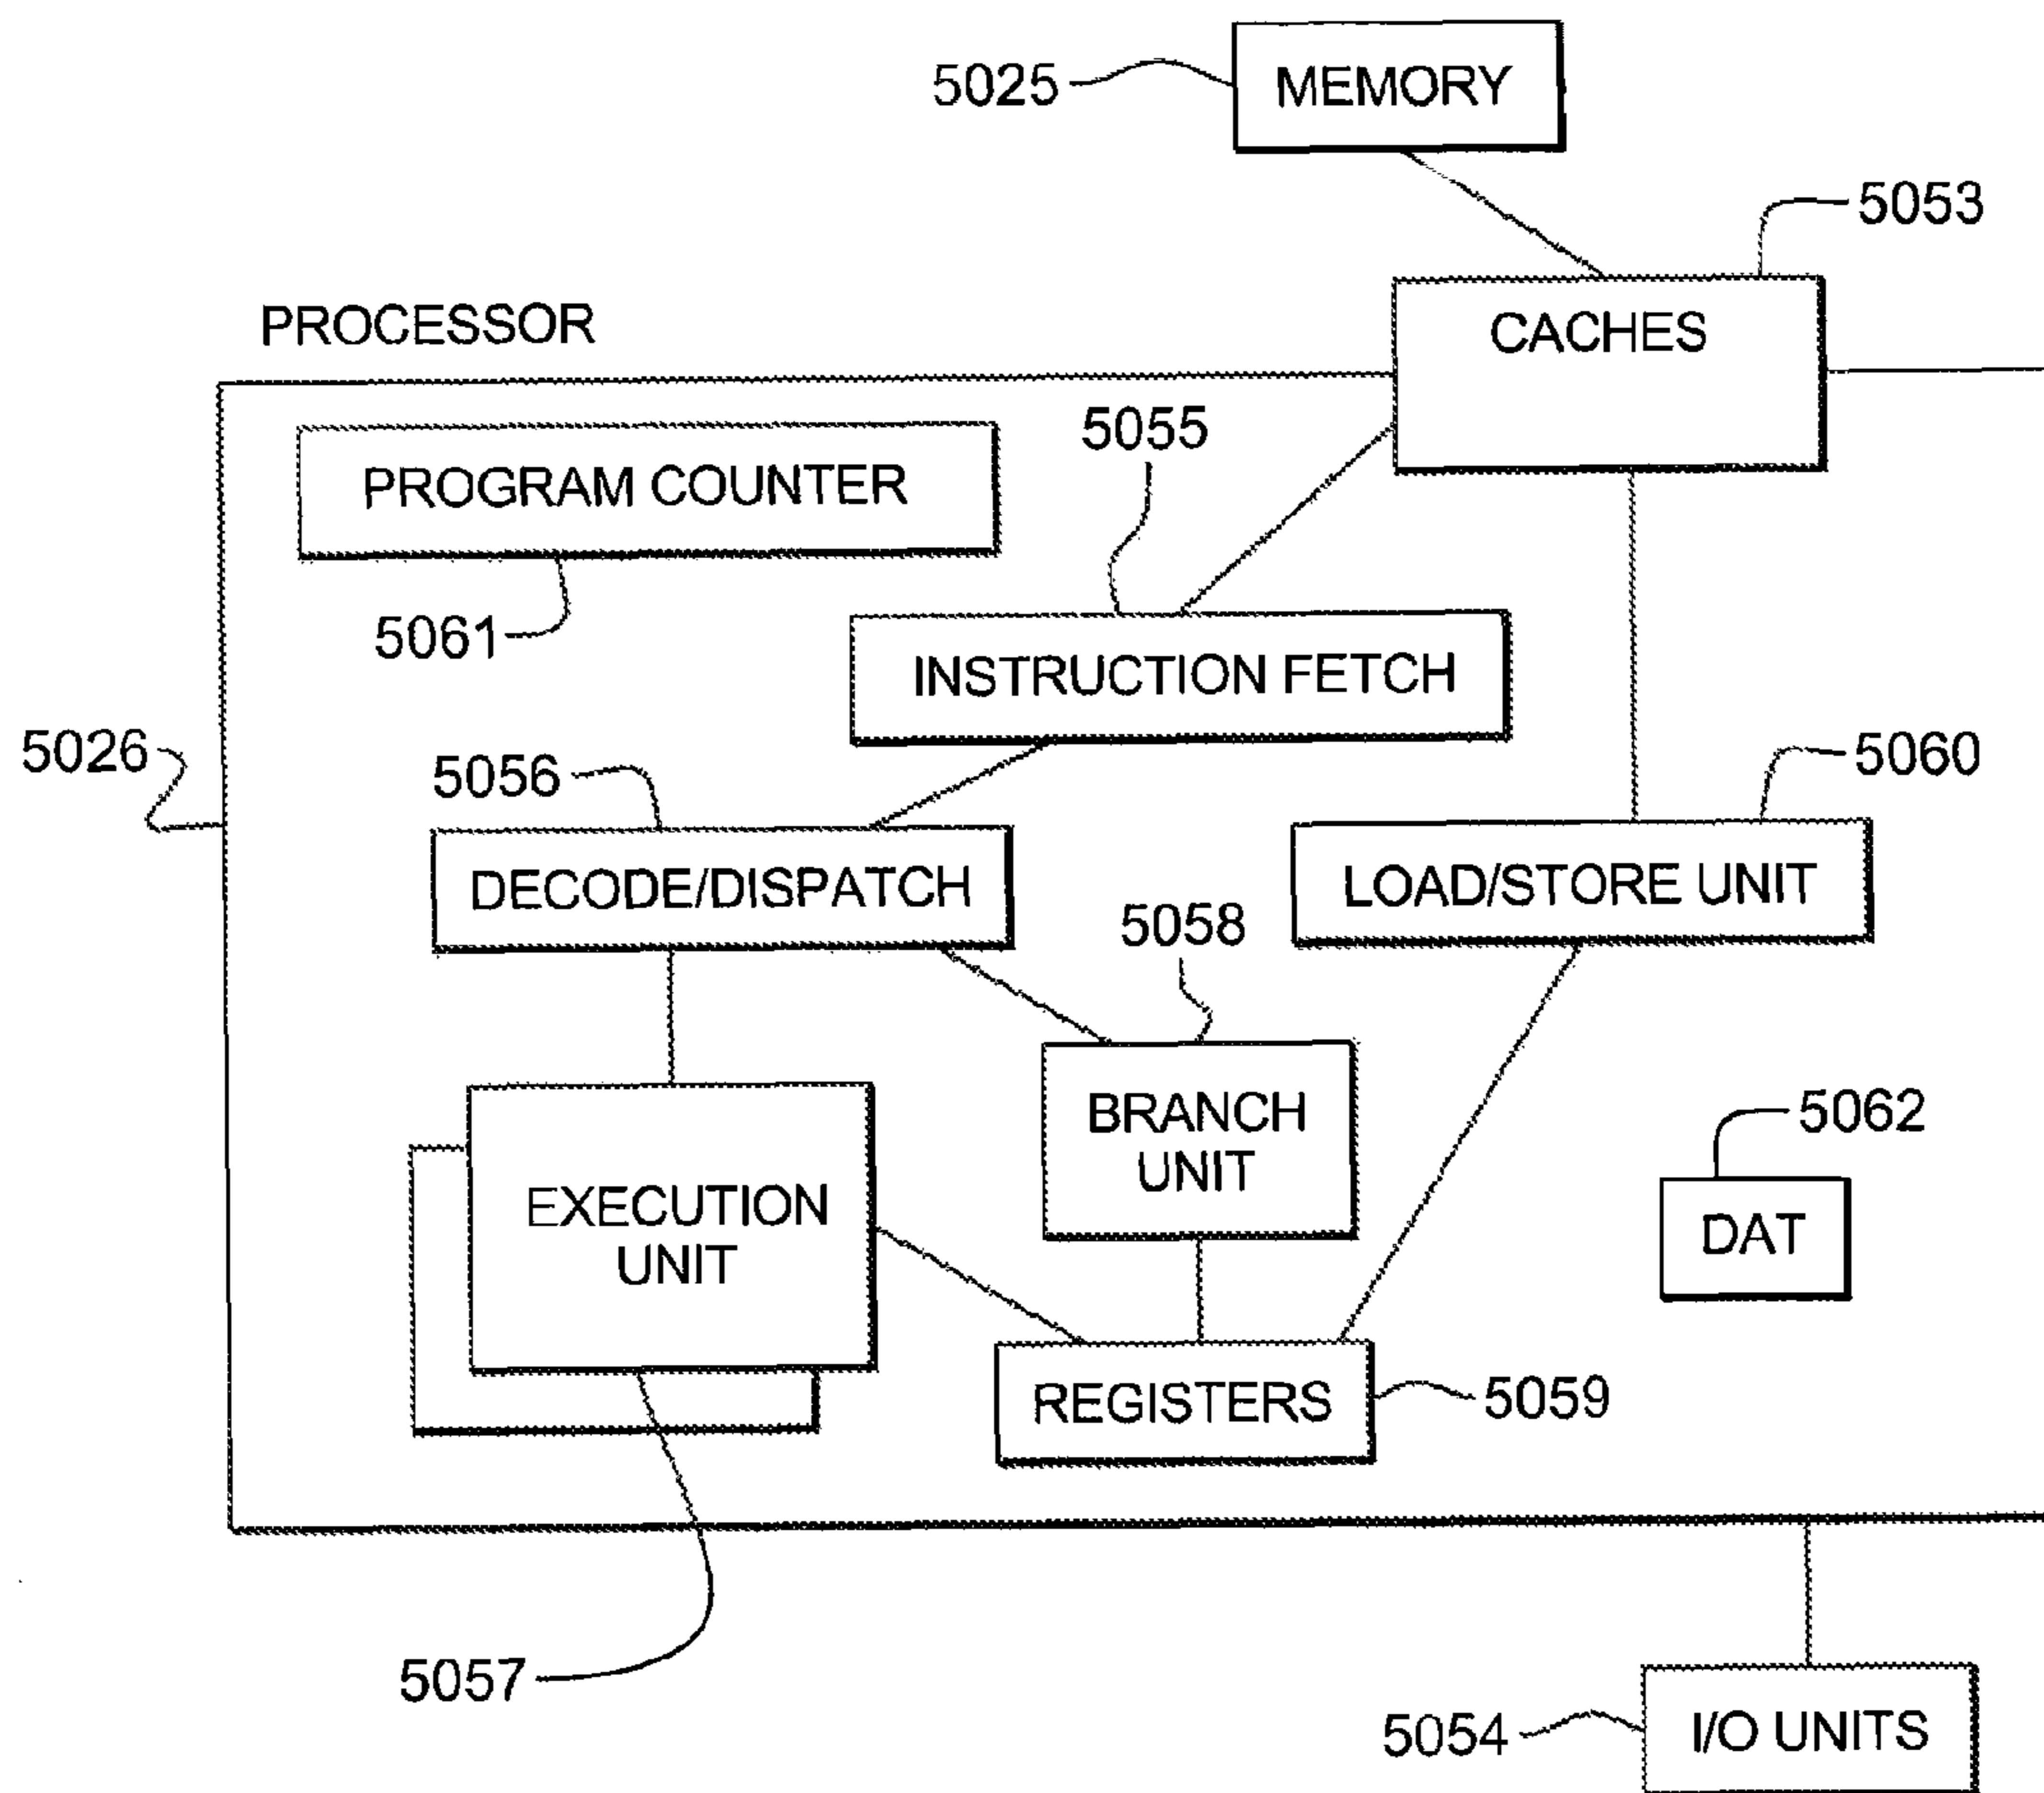 5025
MEMORY
5053
CACHES
PROCESSOR
5055
PROGRAM COUNTER
5061
INSTRUCTION FETCH
5026
5056
5060
DECODE/DISPATCH
LOAD/STORE UNIT
5058
BRANCH
UNIT
5062
DAT
EXECUTION
UNIT
REGISTERS
5059
5057
5054
I/O UNITS